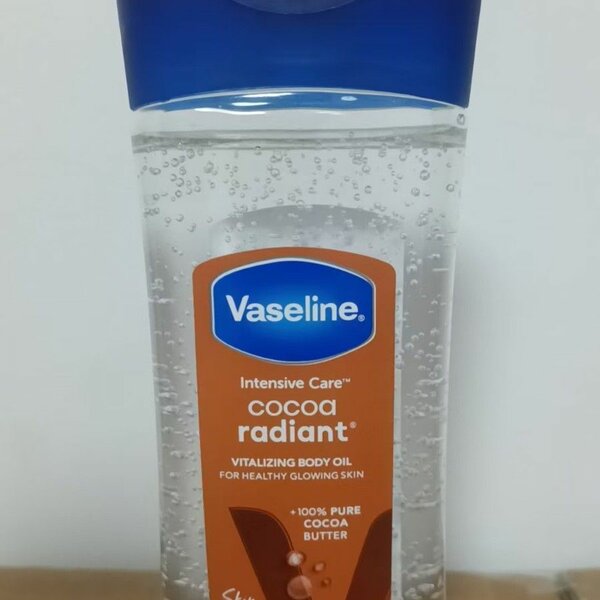 Vaseline®
Intensive Care™
cocoa
radiant®
VITALIZING BODY OIL
FOR HEALTHY GLOWING SKIN
+100% PURE
COCOA
BUTTER